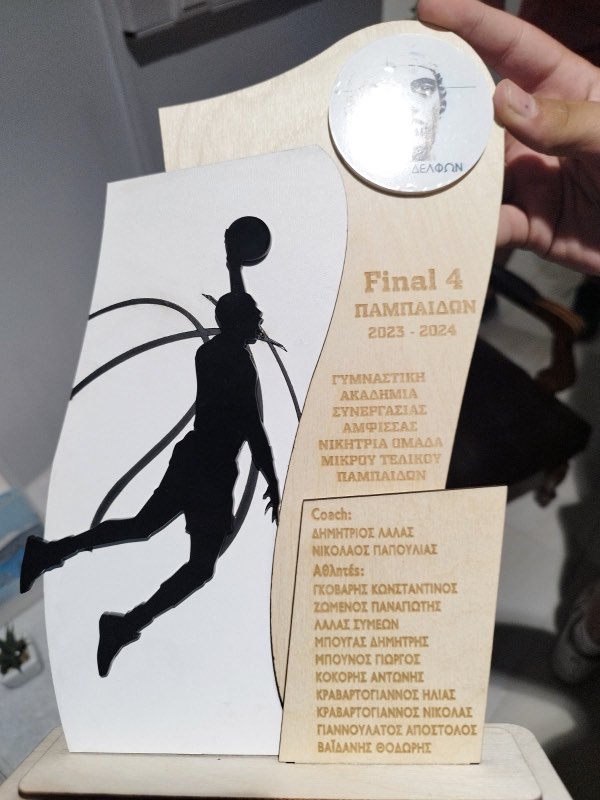 ΔΕΛΦΩΝ
Final 4
ΠΑΜΠΑΙΔΩΝ
2023 - 2024
ΓΥΜΝΑΣΤΙΚΗ
ΑΚΑΔΗΜΙΑ
ΣΥΝΕΡΓΑΣΙΑΣ
ΑΜΦΙΣΣΑΣ
ΝΙΚΗΤΡΙΑ ΟΜΑΔΑ
ΜΙΚΡΟΥ ΤΕΛΙΚΟΥ
ΠΑΜΠΑΙΔΩΝ
Coach:
ΔΗΜΗΤΡΙΟΣ ΛΑΛΑΣ
ΝΙΚΟΛΑΟΣ ΠΑΠΟΥΛΙΑΣ
Αθλητές:
ΓΚΟΒΑΡΗΣ ΚΩΝΣΤΑΝΤΙΝΟΣ
ΖΩΜΕΝΟΣ ΠΑΝΑΓΙΩΤΗΣ
ΛΑΛΑΣ ΣΥΜΕΩΝ
ΜΠΟΥΓΑΣ ΔΗΜΗΤΡΗΣ
ΜΠΟΥΝΟΣ ΓΙΩΡΓΟΣ
ΚΟΚΟΡΗΣ ΑΝΤΩΝΗΣ
ΚΡΑΒΑΡΤΟΓΙΑΝΝΟΣ ΗΛΙΑΣ
ΚΡΑΒΑΡΤΟΓΙΑΝΝΟΣ ΝΙΚΟΛΑΣ
ΓΙΑΝΝΟΥΛΑΤΟΣ ΑΠΟΣΤΟΛΟΣ
ΒΑΪΔΑΝΗΣ ΘΟΔΩΡΗΣ